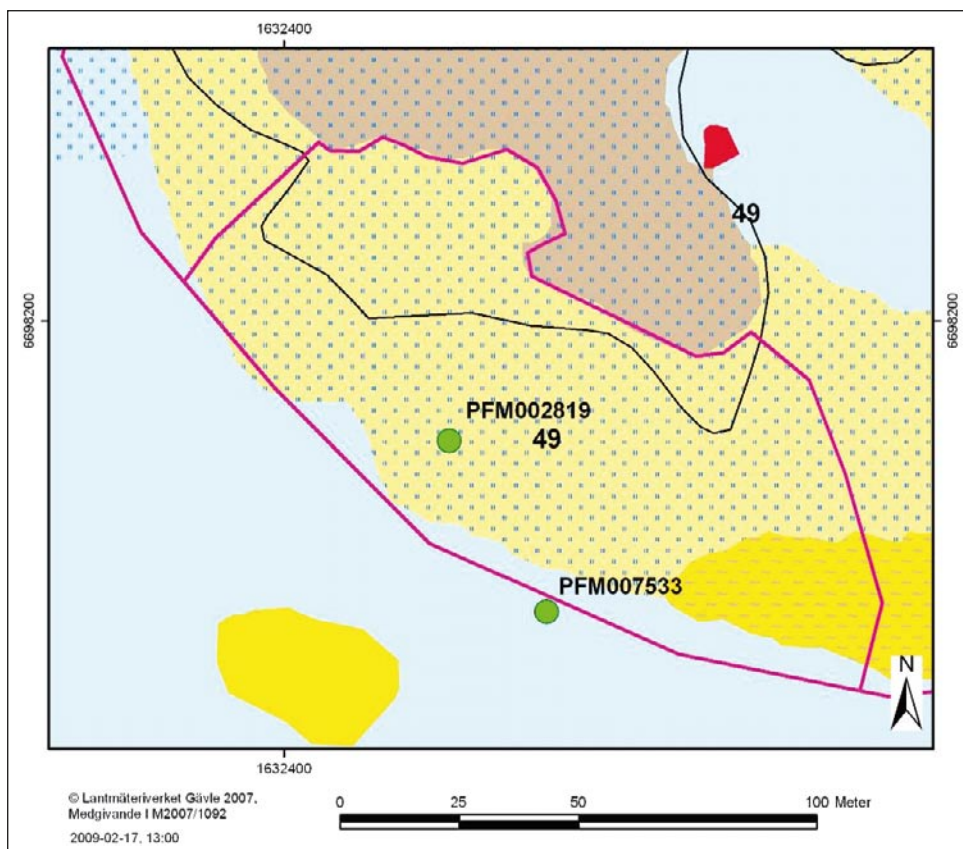 1632400
49
6698200
6698200
PFM002819
49
PFM007533
N
1632400
© Lantmäteriverket Gävle 2007.
Medgivande I M2007/1092
2009-02-17, 13:00
0 25 50 100 Meter